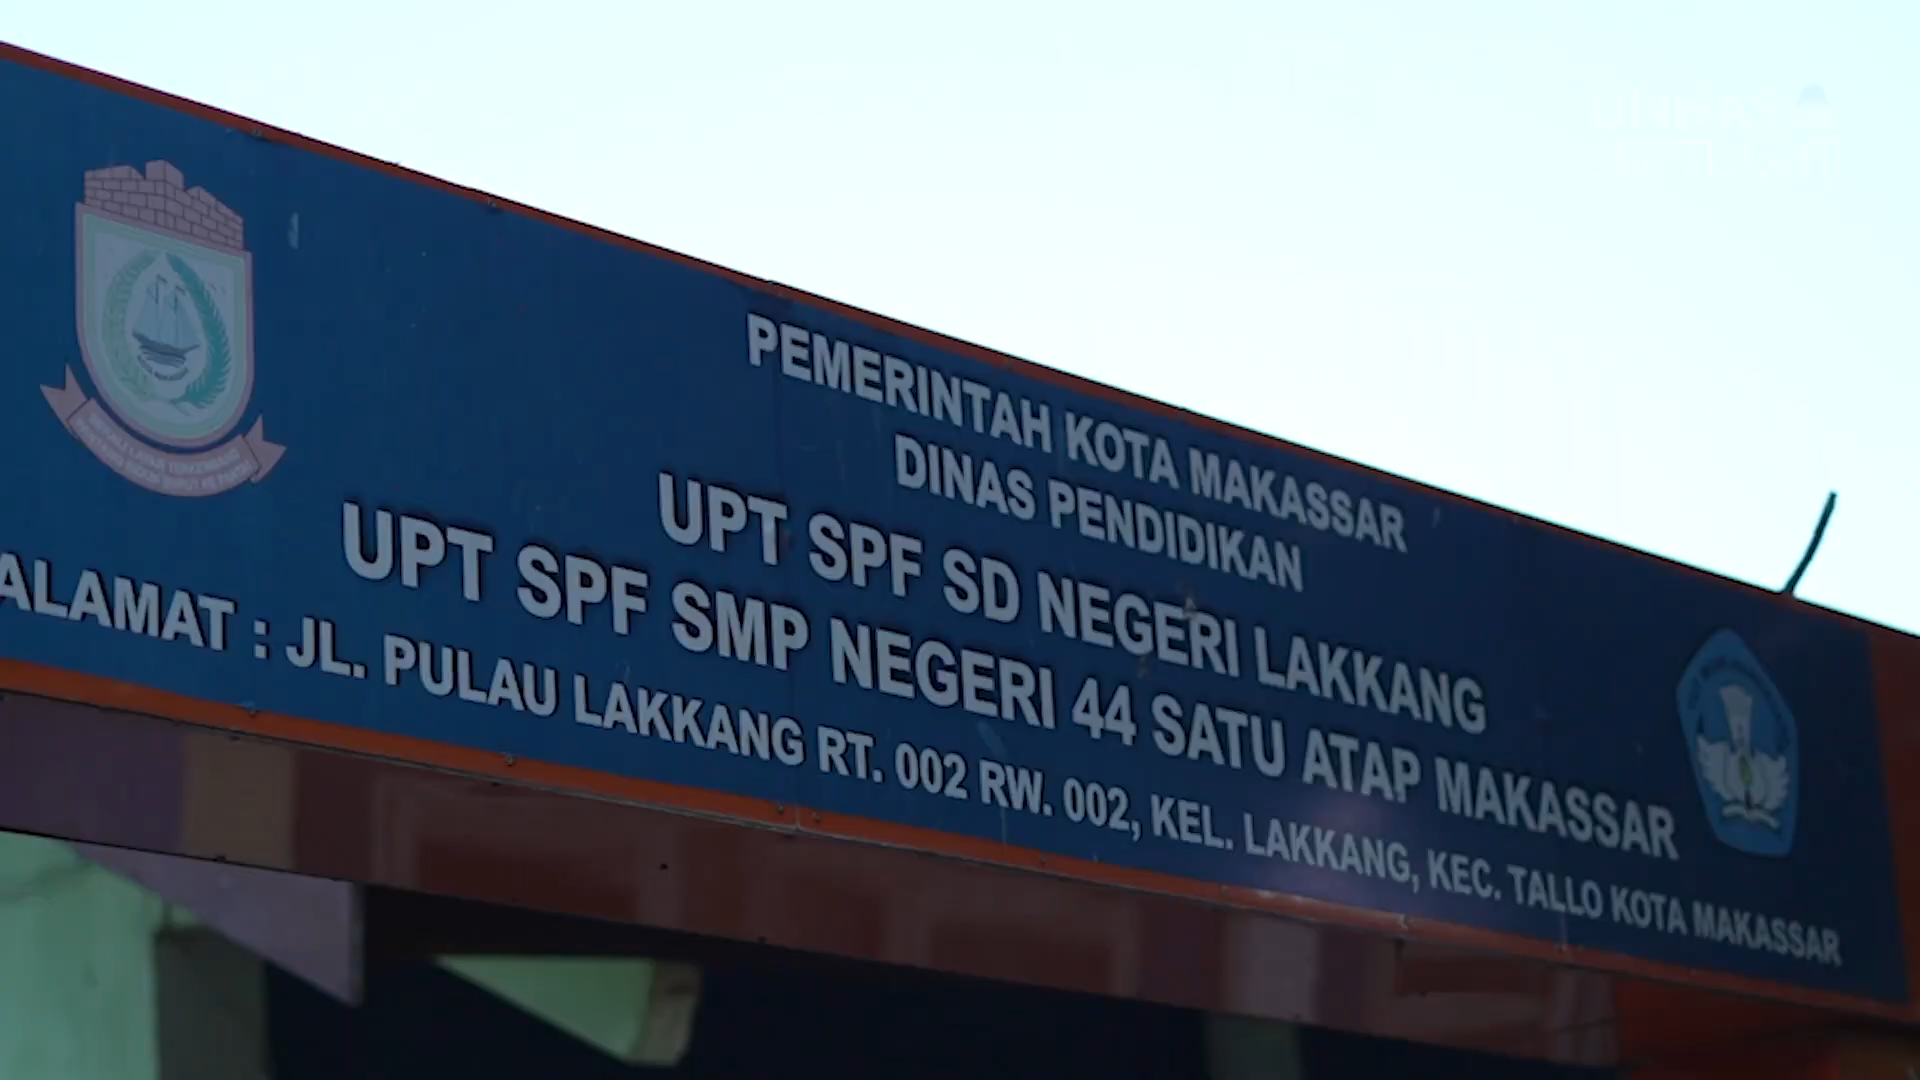 PEMERINTAH KOTA MAKASSAR
DINAS PENDIDIKAN
UPT SPF SD NEGERI LAKKANG
UPT SPF SMP NEGERI 44 SATU ATAP MAKASSAR
ALAMAT : JL. PULAU LAKKANG RT. 002 RW. 002, KEL. LAKKANG, KEC. TALLO KOTA MAKASSAR